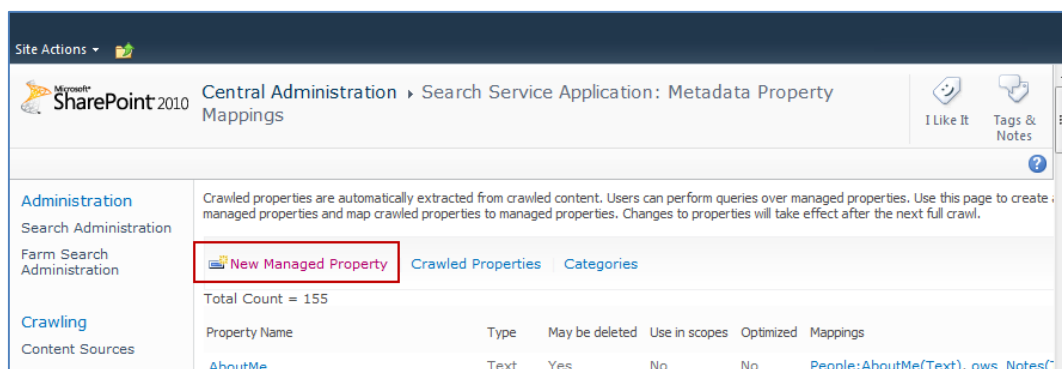 Site Actions
Microsoft
SharePoint 2010
Central Administration ▸ Search Service Application: Metadata Property
Mappings
I Like It
Tags &
Notes
Administration
Search Administration
Farm Search
Administration
Crawling
Content Sources
Crawled properties are automatically extracted from crawled content. Users can perform queries over managed properties. Use this page to create
managed properties and map crawled properties to managed properties. Changes to properties will take effect after the next full crawl.
New Managed Property Crawled Properties Categories
Total Count = 155
Property Name Type May be deleted Use in scopes Optimized Mappings
AboutMe Text Yes No No People:AboutMe(Text), ows_Notes(